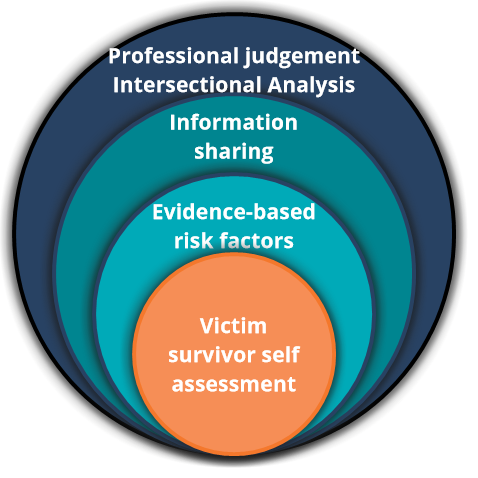 Professional judgement
Intersectional Analysis
Information
sharing
Evidence-based
risk factors
Victim
survivor self
assessment